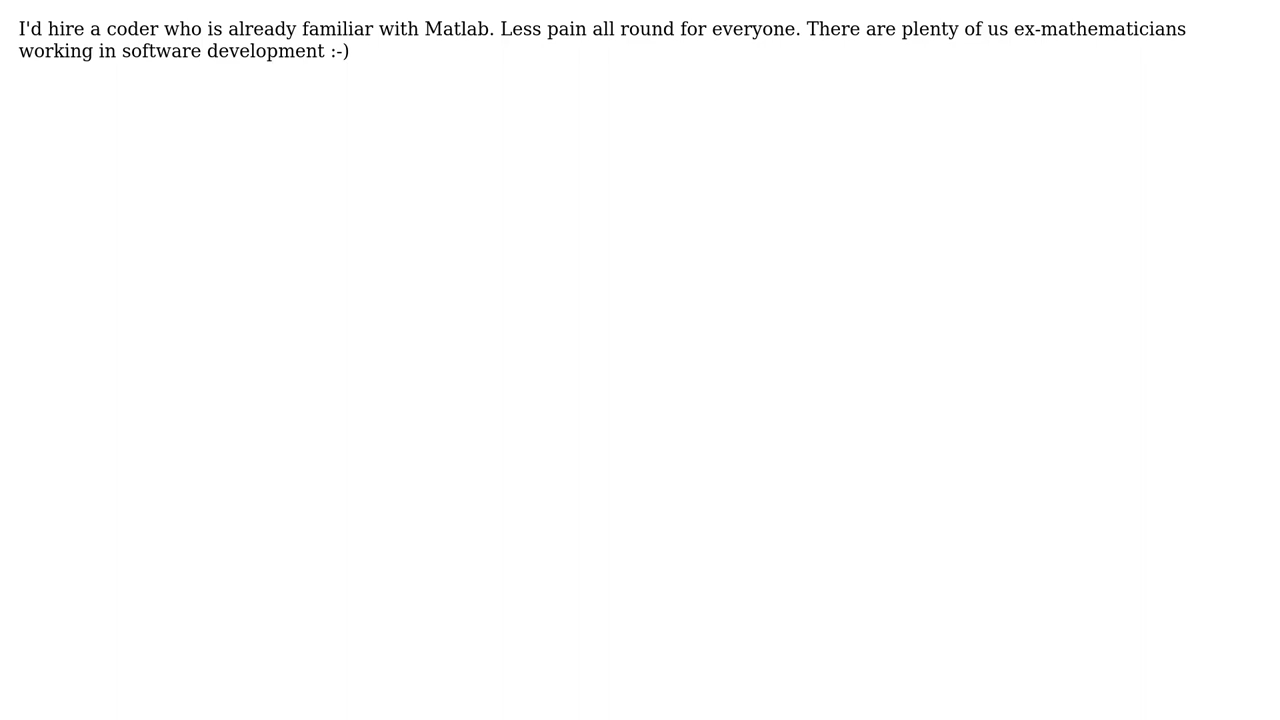 I'd hire a coder who is already familiar with Matlab. Less pain all round for everyone. There are plenty of us ex-mathematicians
working in software development :-)